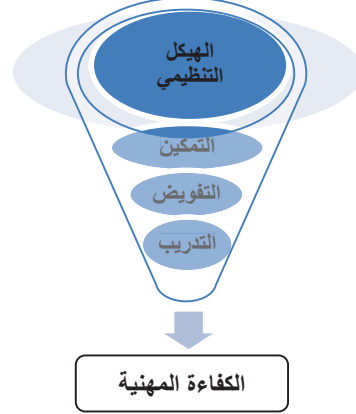 الهيكل
التنظيمي
التمكين
التفويض
التدريب
الكفاءة المهنية